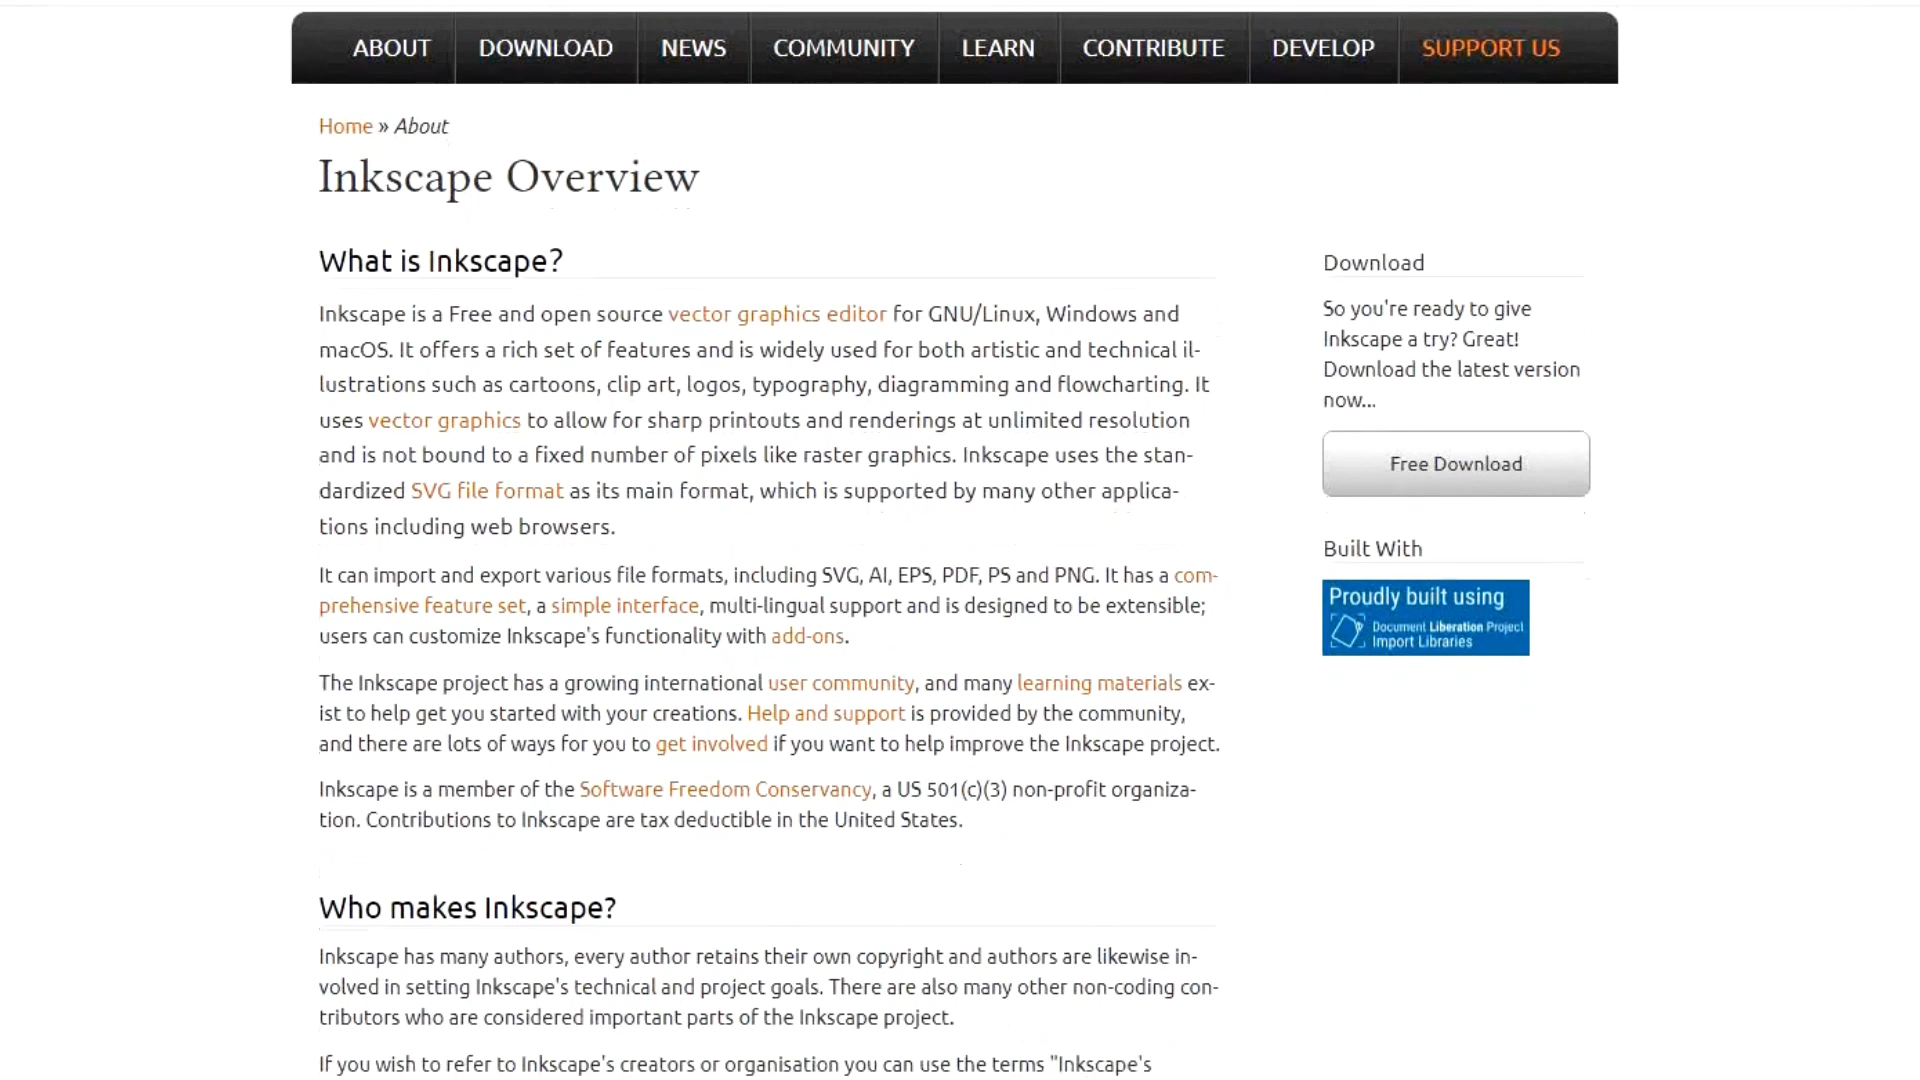 ABOUT DOWNLOAD NEWS COMMUNITY LEARN CONTRIBUTE DEVELOP SUPPORT US
Home » About
Inkscape Overview
What is Inkscape?
Inkscape is a Free and open source vector graphics editor for GNU/Linux, Windows and
macOS. It offers a rich set of features and is widely used for both artistic and technical il-
lustrations such as cartoons, clip art, logos, typography, diagramming and flowcharting. It
uses vector graphics to allow for sharp printouts and renderings at unlimited resolution
and is not bound to a fixed number of pixels like raster graphics. Inkscape uses the stan-
dardized SVG file format as its main format, which is supported by many other applica-
tions including web browsers.
It can import and export various file formats, including SVG, AI, EPS, PDF, PS and PNG. It has a com-
prehensive feature set, a simple interface, multi-lingual support and is designed to be extensible;
users can customize Inkscape's functionality with add-ons.
The Inkscape project has a growing international user community, and many learning materials ex-
ist to help get you started with your creations. Help and support is provided by the community,
and there are lots of ways for you to get involved if you want to help improve the Inkscape project.
Inkscape is a member of the Software Freedom Conservancy, a US 501(c)(3) non-profit organiza-
tion. Contributions to Inkscape are tax deductible in the United States.
Who makes Inkscape?
Inkscape has many authors, every author retains their own copyright and authors are likewise in-
volved in setting Inkscape's technical and project goals. There are also many other non-coding con-
tributors who are considered important parts of the Inkscape project.
If you wish to refer to Inkscape's creators or organisation you can use the terms "Inkscape's
Download
So you're ready to give
Inkscape a try? Great!
Download the latest version
now...
Free Download
Built With
Proudly built using
Document Liberation Project
Import Libraries